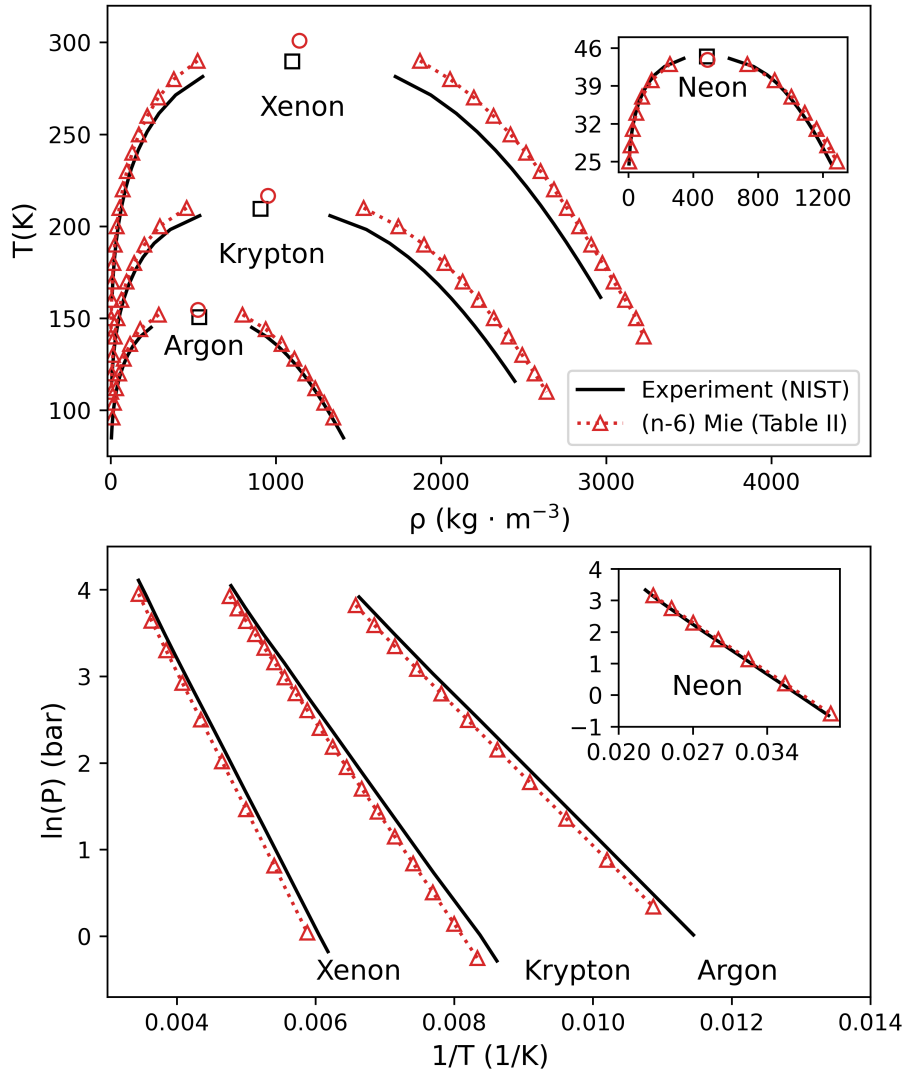 T(K)
300
250
200
150
100
0
1000
2000
3000
4000
ρ (kg · m⁻³)
Xenon
Krypton
Argon
46
39
32
25
Neon
0
400
800
1200
Experiment (NIST)
(n-6) Mie (Table II)
ln(P) (bar)
4
3
2
1
0
Xenon
Krypton
Argon
4
3
2
1
0
−1
Neon
0.020
0.027
0.034
0.004
0.006
0.008
0.010
0.012
0.014
1/T (1/K)